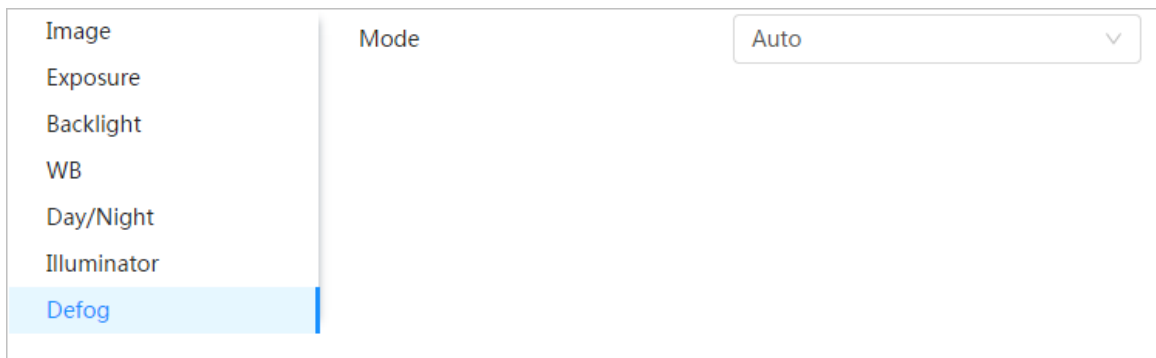 Image
Exposure
Backlight
WB
Day/Night
Illuminator
Defog
Mode
Auto